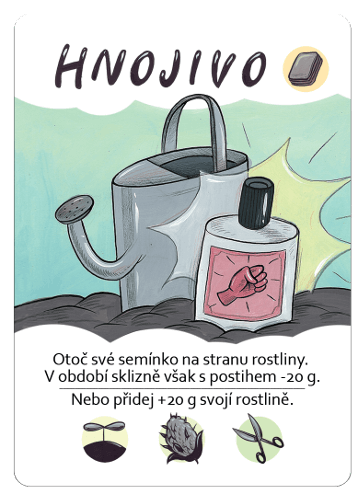 HNOJIVO
Otoč své semínko na stranu rostliny.
V období sklizně však s postihem -20 g.
Nebo přidej +20 g svojí rostlině.